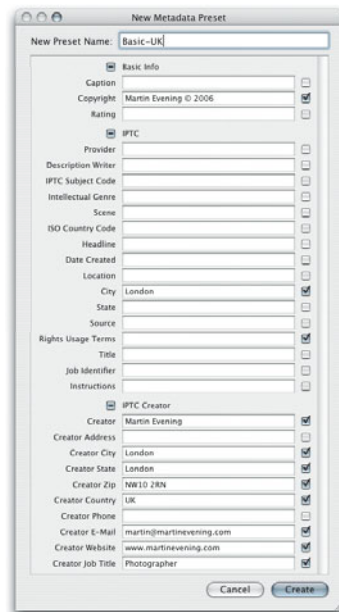 New Metadata Preset
New Preset Name: Basic-UK
Basic Info
Caption
Copyright Martin Evening © 2006
Rating
IPTC
Provider
Description Writer
IPTC Subject Code
Intellectual Genre
Scene
ISO Country Code
Headline
Date Created
Location
City London
State
Source
Rights Usage Terms
Title
Job Identifier
Instructions
IPTC Creator
Creator Martin Evening
Creator Address
Creator City London
Creator State London
Creator Zip NW10 2RN
Creator Country UK
Creator Phone
Creator E-Mail martin@martinevening.com
Creator Website www.martinevening.com
Creator Job Title Photographer
Cancel Create